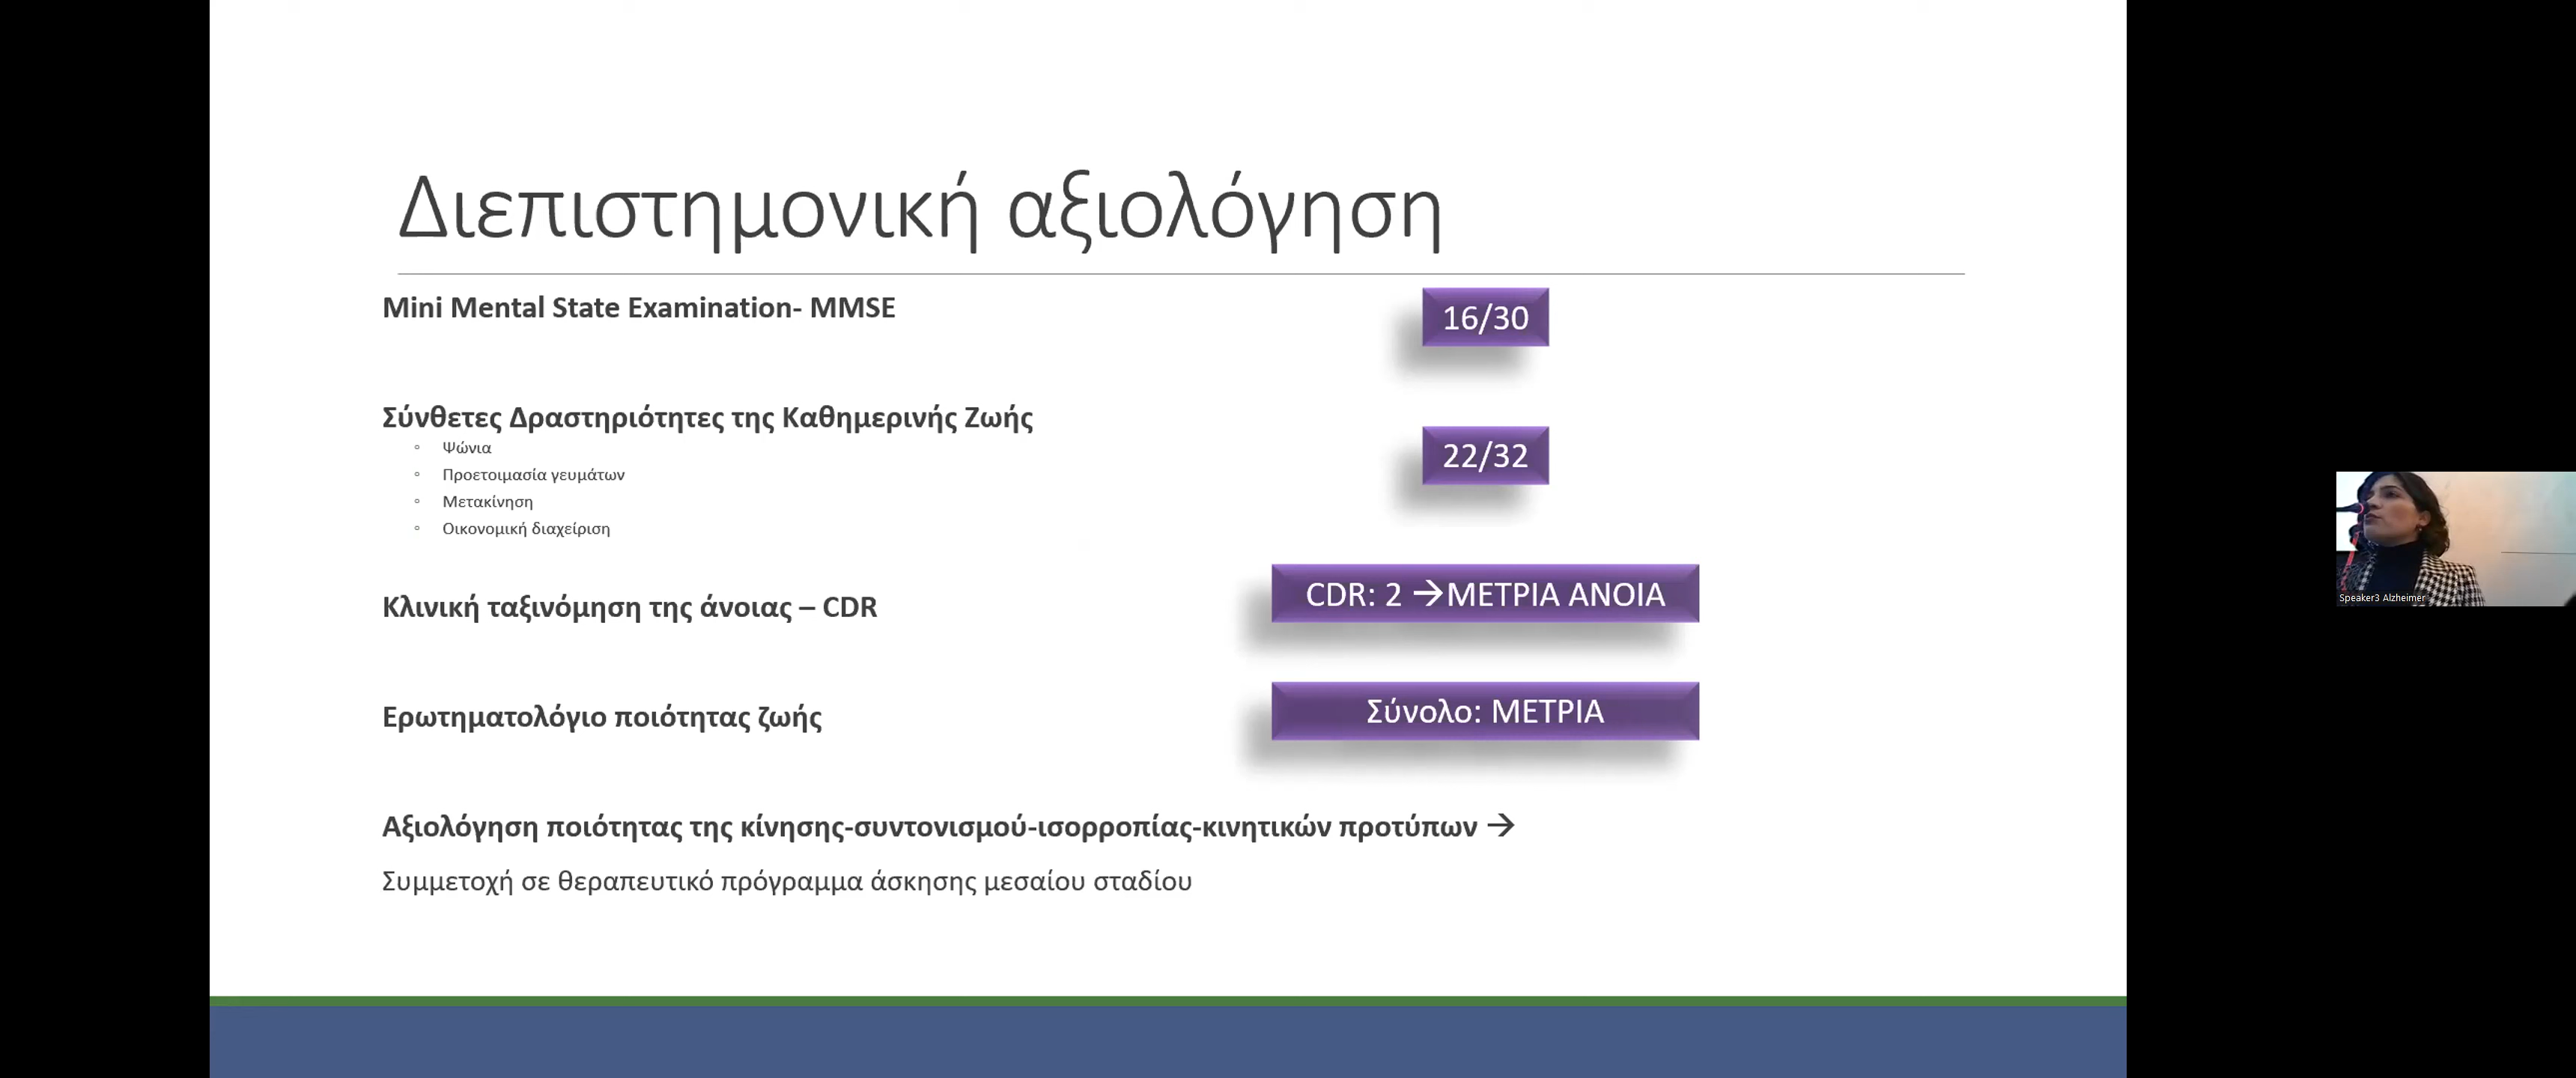 Διεπιστημονική αξιολόγηση
Mini Mental State Examination- MMSE
16/30
Σύνθετες Δραστηριότητες της Καθημερινής Ζωής
22/32
◦ Ψώνια
◦ Προετοιμασία γευμάτων
◦ Μετακίνηση
◦ Οικονομική διαχείριση
Κλινική ταξινόμηση της άνοιας – CDR
CDR: 2 →ΜΕΤΡΙΑ ΑΝΟΙΑ
Ερωτηματολόγιο ποιότητας ζωής
Σύνολο: ΜΕΤΡΙΑ
Αξιολόγηση ποιότητας της κίνησης-συντονισμού-ισορροπίας-κινητικών προτύπων →
Συμμετοχή σε θεραπευτικό πρόγραμμα άσκησης μεσαίου σταδίου
Speaker3 Alzheimer